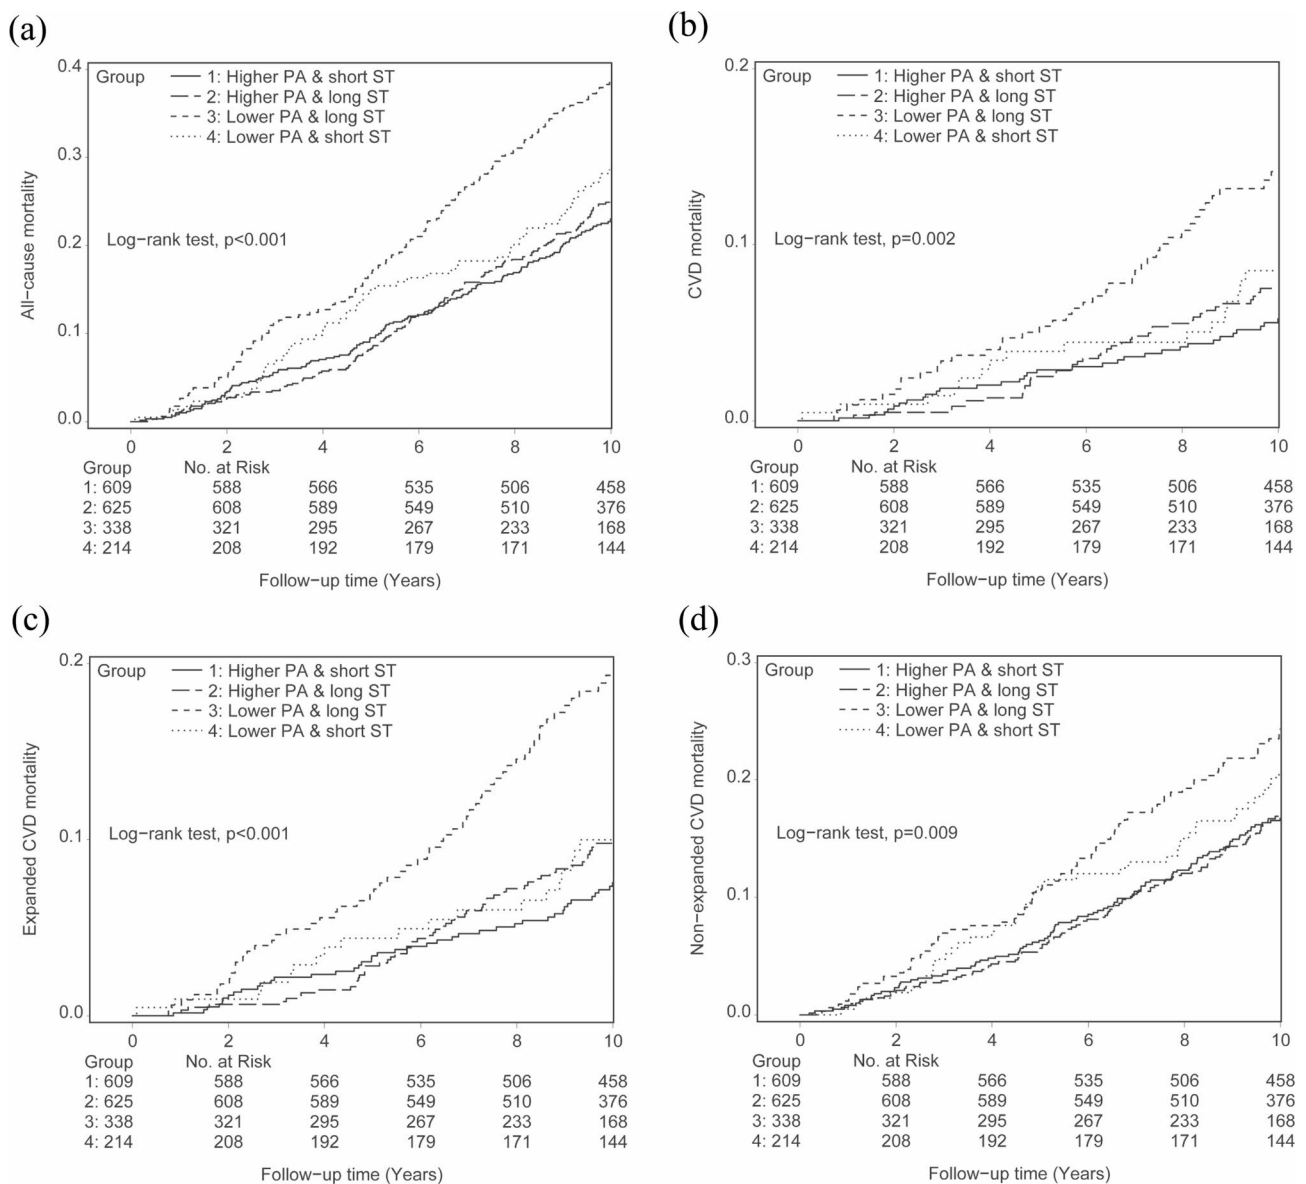 (a)
0.4
Group
1: Higher PA & short ST
2: Higher PA & long ST
3: Lower PA & long ST
4: Lower PA & short ST
0.3
All−cause mortality
Log−rank test, p<0.001
0.2
0.1
0.0
0 2 4 6 8 10
Group No. at Risk
1: 609 588 566 535 506 458
2: 625 608 589 549 510 376
3: 338 321 295 267 233 168
4: 214 208 192 179 171 144
Follow−up time (Years)
(b)
0.2
Group
1: Higher PA & short ST
2: Higher PA & long ST
3: Lower PA & long ST
4: Lower PA & short ST
CVD mortality
Log−rank test, p=0.002
0.1
0.0
0 2 4 6 8 10
Group No. at Risk
1: 609 588 566 535 506 458
2: 625 608 589 549 510 376
3: 338 321 295 267 233 168
4: 214 208 192 179 171 144
Follow−up time (Years)
(c)
0.2
Group
1: Higher PA & short ST
2: Higher PA & long ST
3: Lower PA & long ST
4: Lower PA & short ST
Expanded CVD mortality
Log−rank test, p<0.001
0.1
0.0
0 2 4 6 8 10
Group No. at Risk
1: 609 588 566 535 506 458
2: 625 608 589 549 510 376
3: 338 321 295 267 233 168
4: 214 208 192 179 171 144
Follow−up time (Years)
(d)
0.3
Group
1: Higher PA & short ST
2: Higher PA & long ST
3: Lower PA & long ST
4: Lower PA & short ST
Non−expanded CVD mortality
0.2
Log−rank test, p=0.009
0.1
0.0
0 2 4 6 8 10
Group No. at Risk
1: 609 588 566 535 506 458
2: 625 608 589 549 510 376
3: 338 321 295 267 233 168
4: 214 208 192 179 171 144
Follow−up time (Years)